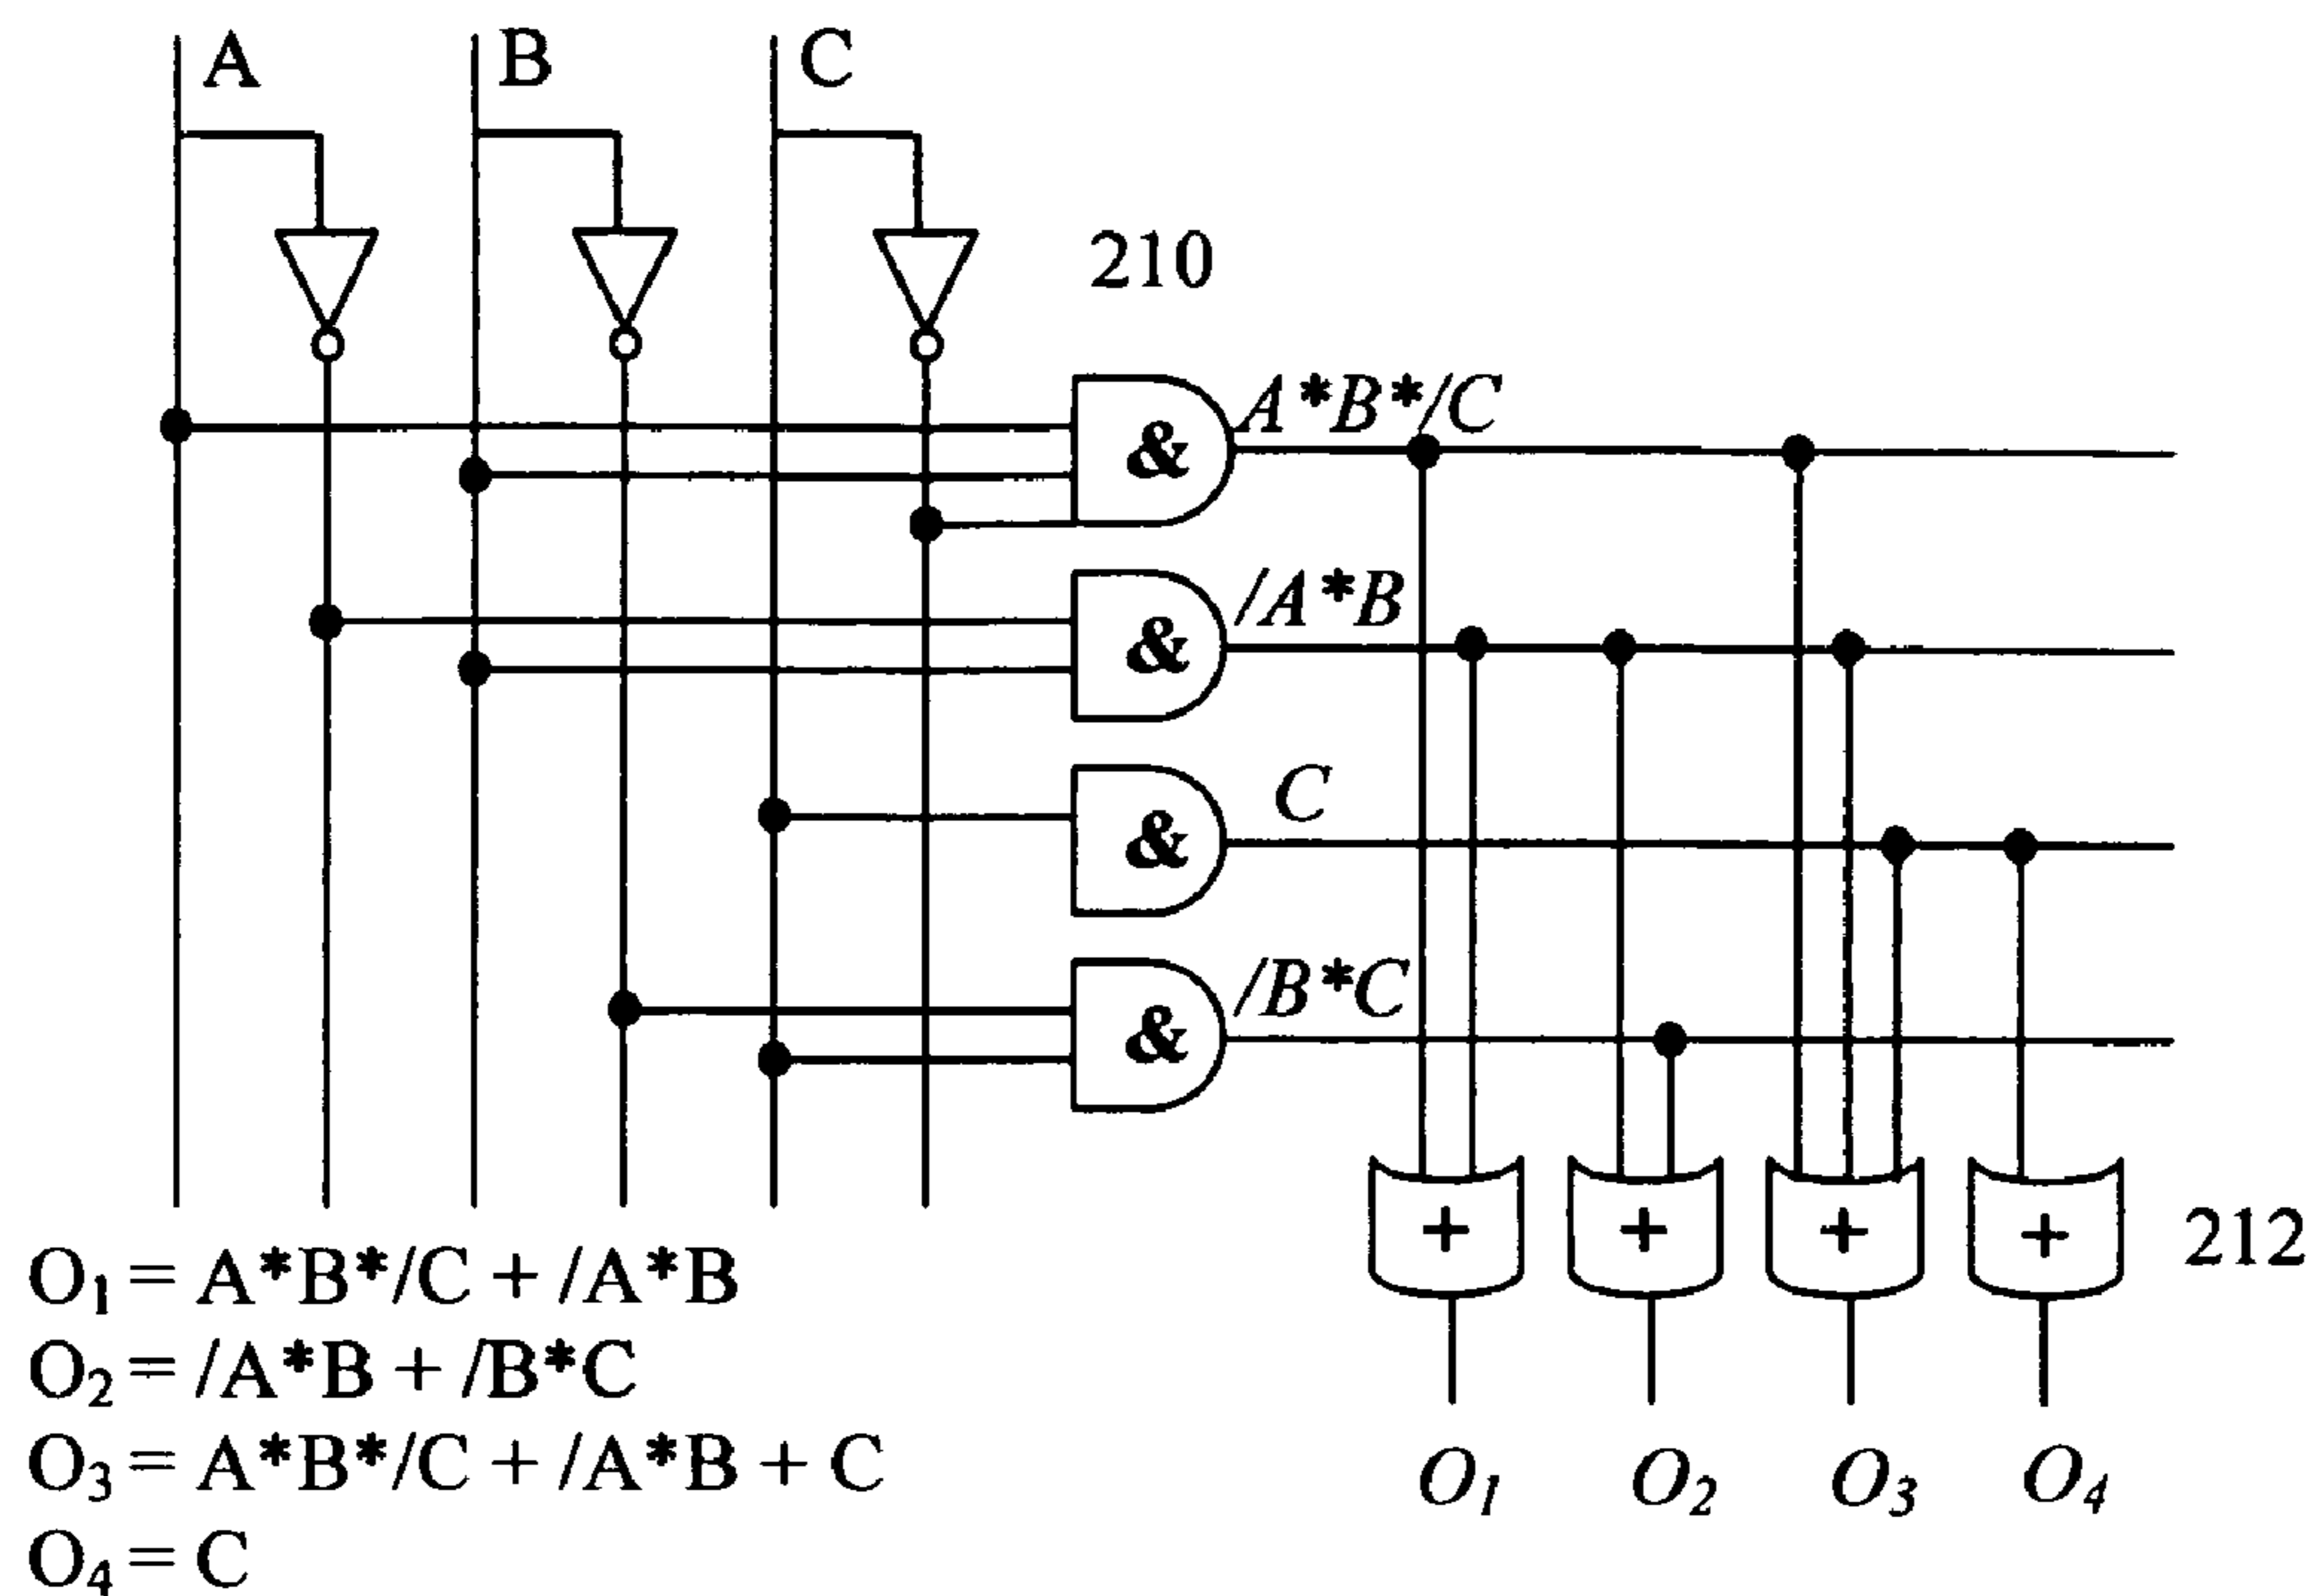 A B C
210
A*B*/C
&
/A*B
&
C
&
/B*C
&
+ + + + 212
O₁ = A*B*/C + /A*B
O₂ = /A*B + /B*C
O₃ = A*B*/C + /A*B + C
O₄ = C
O₁ O₂ O₃ O₄